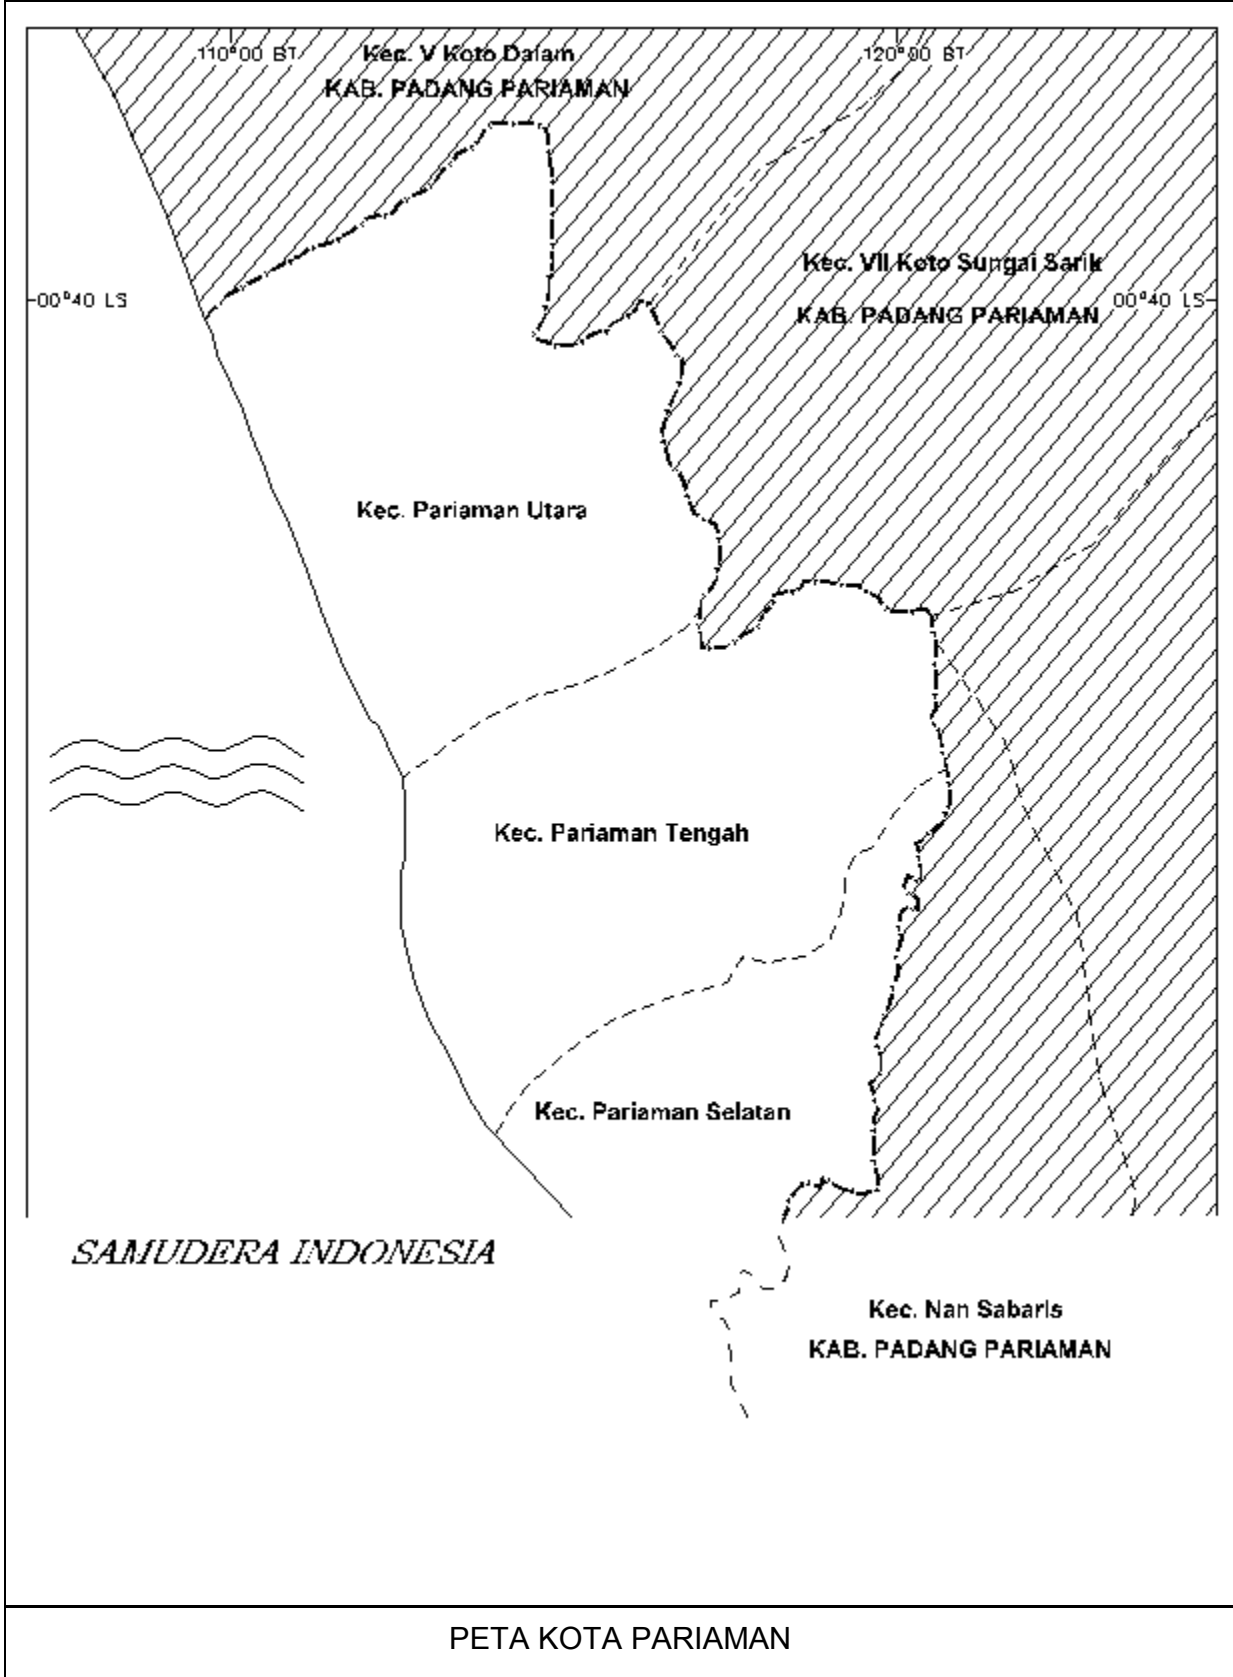 110°00 BT
Kec. V Koto Dalam
120°00 BT
KAB. PADANG PARIAMAN
Kec. VII Koto Sungai Sarik
00°40 LS
00°40 LS
KAB. PADANG PARIAMAN
Kec. Pariaman Utara
Kec. Pariaman Tengah
Kec. Pariaman Selatan
SAMUDERA INDONESIA
Kec. Nan Sabaris
KAB. PADANG PARIAMAN
PETA KOTA PARIAMAN